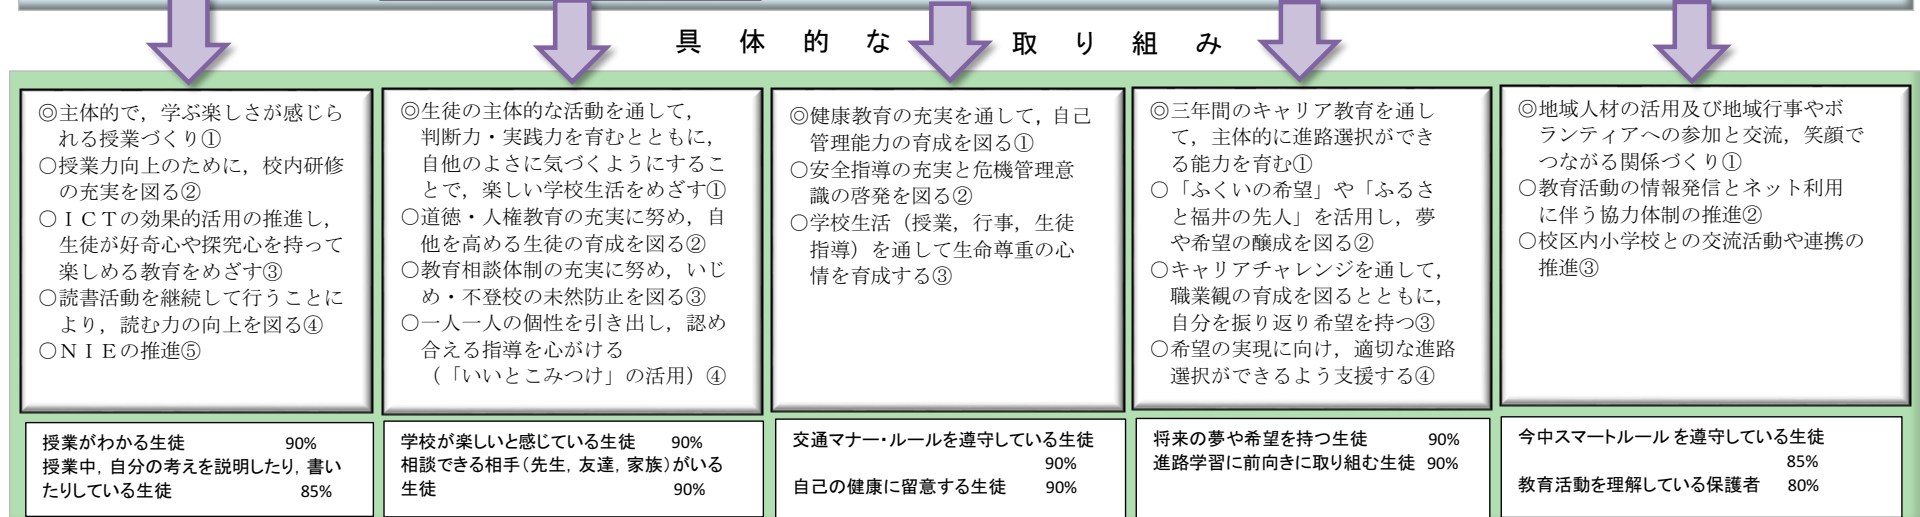 具体的な取り組み
◎主体的で，学ぶ楽しさが感じら
れる授業づくり①
○授業力向上のために，校内研修
の充実を図る②
○ＩＣＴの効果的活用の推進し，
生徒が好奇心や探究心を持って
楽しめる教育をめざす③
○読書活動を継続して行うことに
より，読む力の向上を図る④
○ＮＩＥの推進⑤
◎生徒の主体的な活動を通して，
判断力・実践力を育むとともに，
自他のよさに気づくようにするこ
とで，楽しい学校生活をめざす①
○道徳・人権教育の充実に努め，自
他を高める生徒の育成を図る②
○教育相談体制の充実に努め，いじ
め・不登校の未然防止を図る③
○一人一人の個性を引き出し，認め
合える指導を心がける
（「いいとこみつけ」の活用）④
◎健康教育の充実を通して，自己
管理能力の育成を図る①
○安全指導の充実と危機管理意
識の啓発を図る②
○学校生活（授業，行事，生徒
指導）を通して生命尊重の心
情を育成する③
◎三年間のキャリア教育を通し
て，主体的に進路選択ができ
る能力を育む①
○「ふくいの希望」や「ふるさ
と福井の先人」を活用し，夢
や希望の醸成を図る②
○キャリアチャレンジを通して，
職業観の育成を図るとともに，
自分を振り返り希望を持つ③
○希望の実現に向け，適切な進路
選択ができるよう支援する④
◎地域人材の活用及び地域行事やボ
ランティアへの参加と交流，笑顔で
つながる関係づくり①
○教育活動の情報発信とネット利用
に伴う協力体制の推進②
○校区内小学校との交流活動や連携の
推進③
授業がわかる生徒 90%
授業中，自分の考えを説明したり，書い
たりしている生徒 85%
学校が楽しいと感じている生徒 90%
相談できる相手（先生，友達，家族）がいる
生徒 90%
交通マナー・ルールを遵守している生徒
90%
自己の健康に留意する生徒 90%
将来の夢や希望を持つ生徒 90%
進路学習に前向きに取り組む生徒 90%
今中スマートルールを遵守している生徒
85%
教育活動を理解している保護者 80%